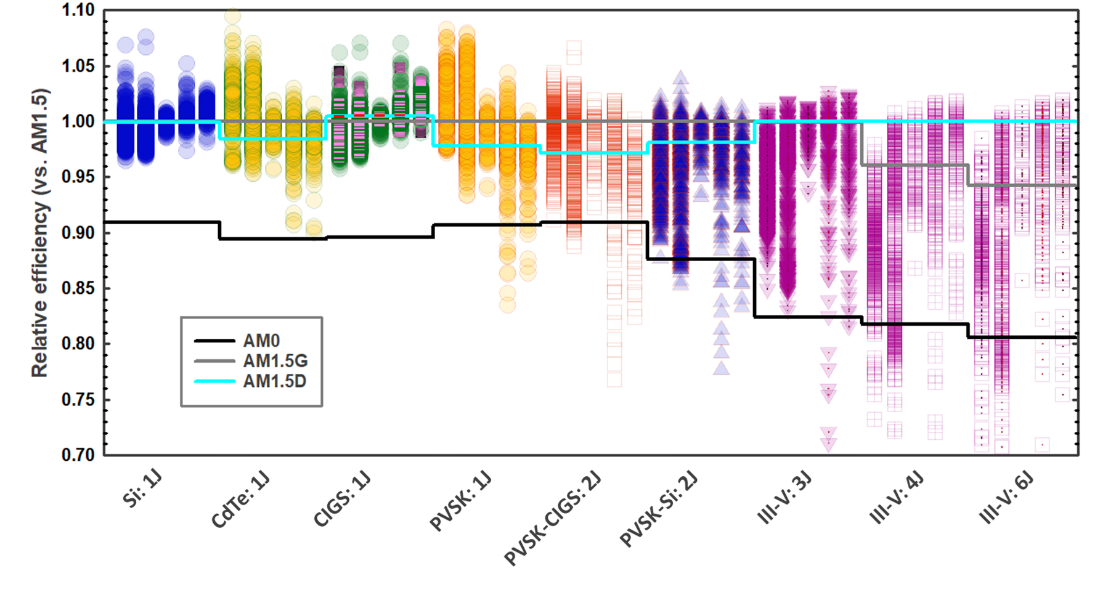 Relative efficiency (vs. AM1.5)
1.10
1.05
1.00
0.95
0.90
0.85
0.80
0.75
0.70
AM0
AM1.5G
AM1.5D
Si: 1J
CdTe: 1J
CIGS: 1J
PVSK: 1J
PVSK-CIGS: 2J
PVSK-Si: 2J
III-V: 3J
III-V: 4J
III-V: 6J